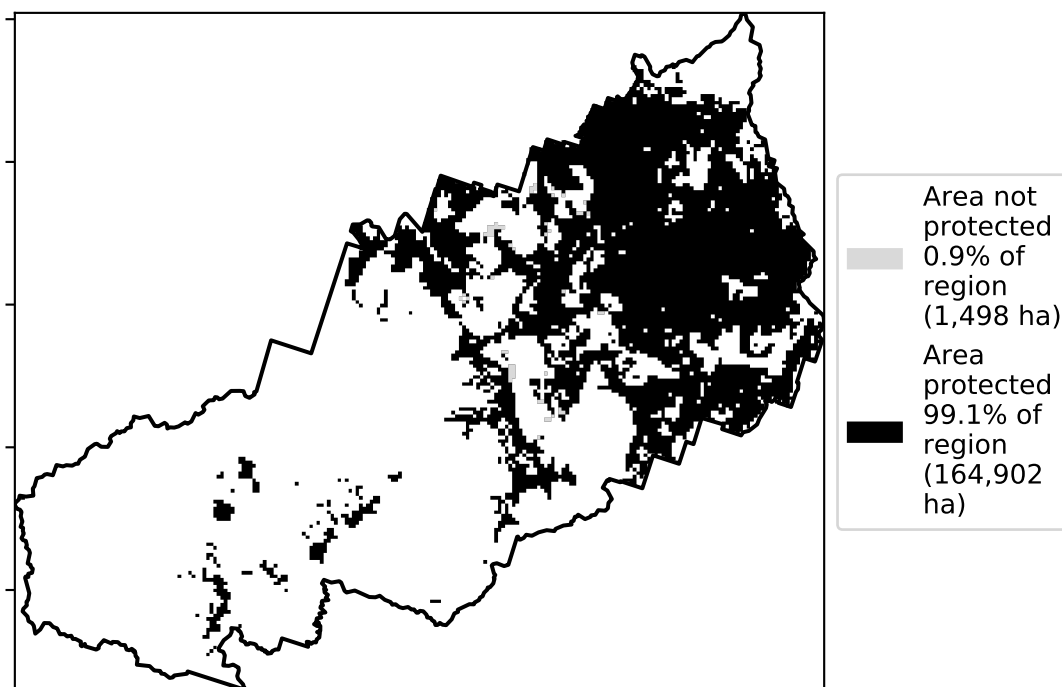 Area not
protected
0.9% of
region
(1,498 ha)
Area
protected
99.1% of
region
(164,902
ha)